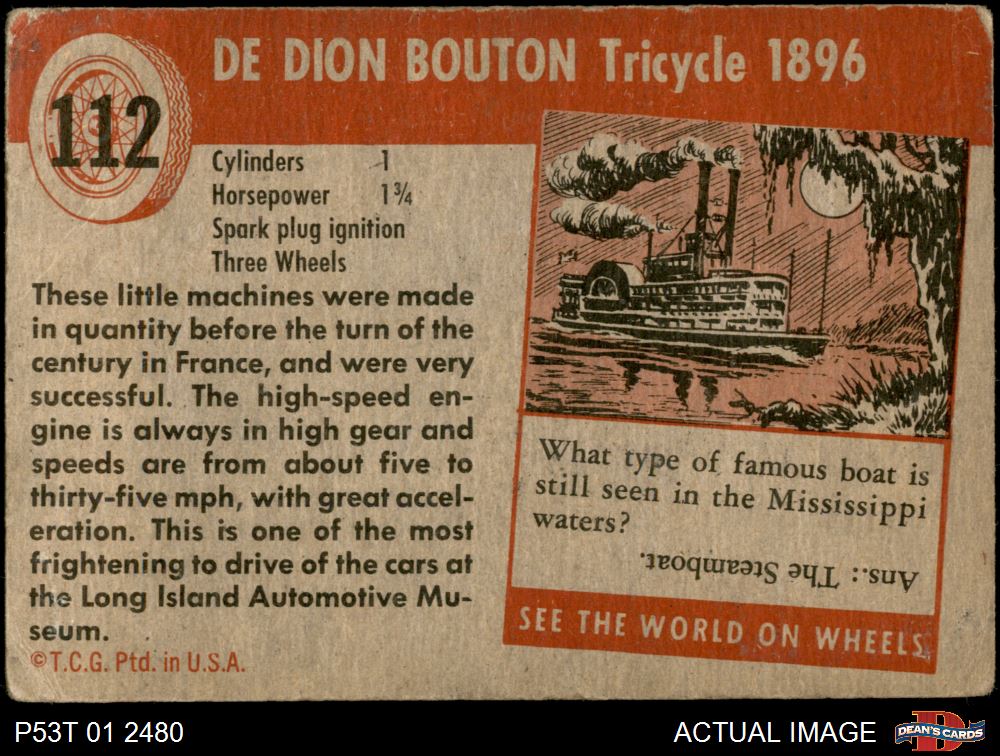 112
DE DION BOUTON Tricycle 1896
Cylinders 1
Horsepower 1¾
Spark plug ignition
Three Wheels
These little machines were made
in quantity before the turn of the
century in France, and were very
successful. The high-speed en-
gine is always in high gear and
speeds are from about five to
thirty-five mph, with great accel-
eration. This is one of the most
frightening to drive of the cars at
the Long Island Automotive Mu-
seum.
©T.C.G. Ptd. in U.S.A.
What type of famous boat is
still seen in the Mississippi
waters?
Ans.: The Steamboat.
SEE THE WORLD ON WHEELS
P53T 01 2480
ACTUAL IMAGE
D
DEAN'S CARDS